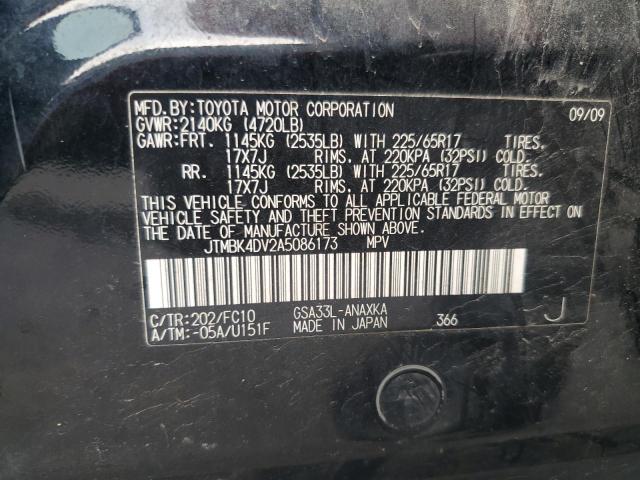 MFD. BY: TOYOTA MOTOR CORPORATION 09/09
GVWR: 2140KG (4720LB)
GAWR: FRT. 1145KG (2535LB) WITH 225/65R17 TIRES.
17X7J RIMS. AT 220KPA (32PSI) COLD.
RR. 1145KG (2535LB) WITH 225/65R17 TIRES.
17X7J RIMS. AT 220KPA (32PSI) COLD.
THIS VEHICLE CONFORMS TO ALL APPLICABLE FEDERAL MOTOR
VEHICLE SAFETY AND THEFT PREVENTION STANDARDS IN EFFECT ON
THE DATE OF MANUFACTURE SHOWN ABOVE.
JTMBK4DV2A5086173 MPV
C/TR: 202/FC10 GSA33L-ANAXKA
A/TM: -05A/U151F MADE IN JAPAN 366 J